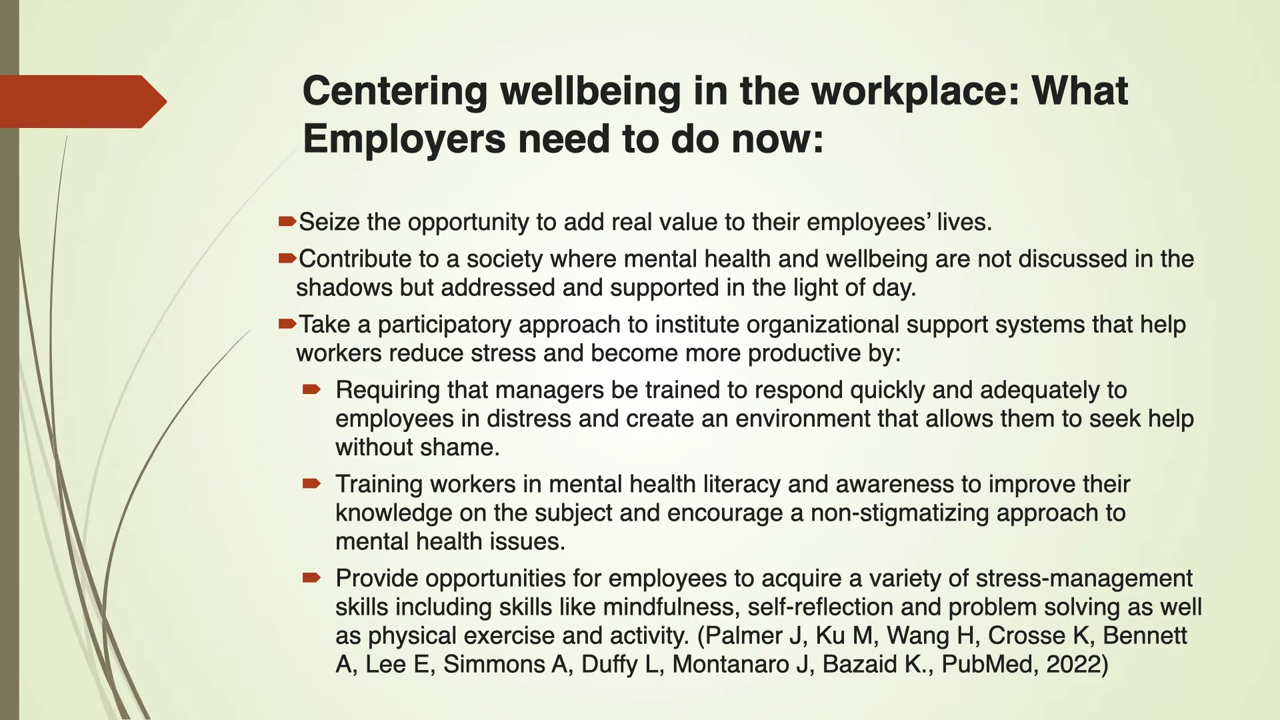 Centering wellbeing in the workplace: What
Employers need to do now:
Seize the opportunity to add real value to their employees’ lives.
Contribute to a society where mental health and wellbeing are not discussed in the
shadows but addressed and supported in the light of day.
Take a participatory approach to institute organizational support systems that help
workers reduce stress and become more productive by:
Requiring that managers be trained to respond quickly and adequately to
employees in distress and create an environment that allows them to seek help
without shame.
Training workers in mental health literacy and awareness to improve their
knowledge on the subject and encourage a non-stigmatizing approach to
mental health issues.
Provide opportunities for employees to acquire a variety of stress-management
skills including skills like mindfulness, self-reflection and problem solving as well
as physical exercise and activity. (Palmer J, Ku M, Wang H, Crosse K, Bennett
A, Lee E, Simmons A, Duffy L, Montanaro J, Bazaid K., PubMed, 2022)